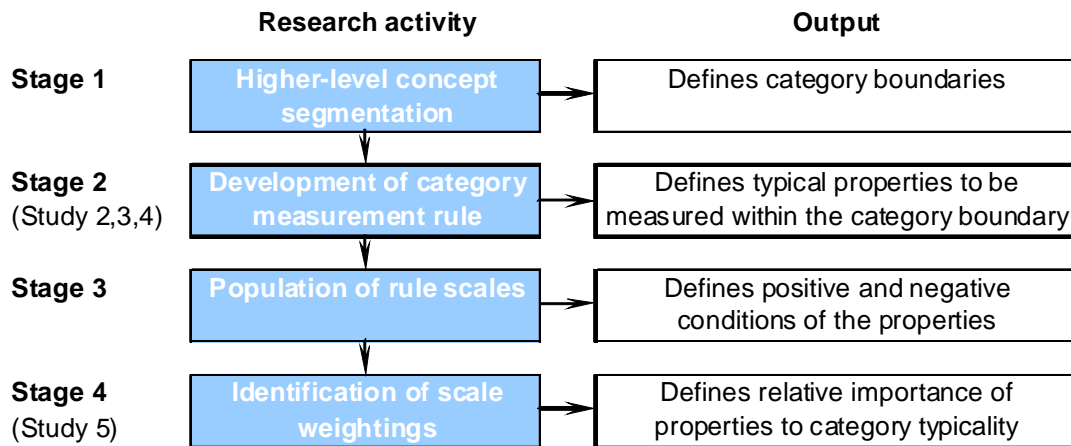 Research activity
Output
Stage 1
Higher-level concept
segmentation
Defines category boundaries
Stage 2
(Study 2,3,4)
Development of category
measurement rule
Defines typical properties to be
measured within the category boundary
Stage 3
Population of rule scales
Defines positive and negative
conditions of the properties
Stage 4
(Study 5)
Identification of scale
weightings
Defines relative importance of
properties to category typicality